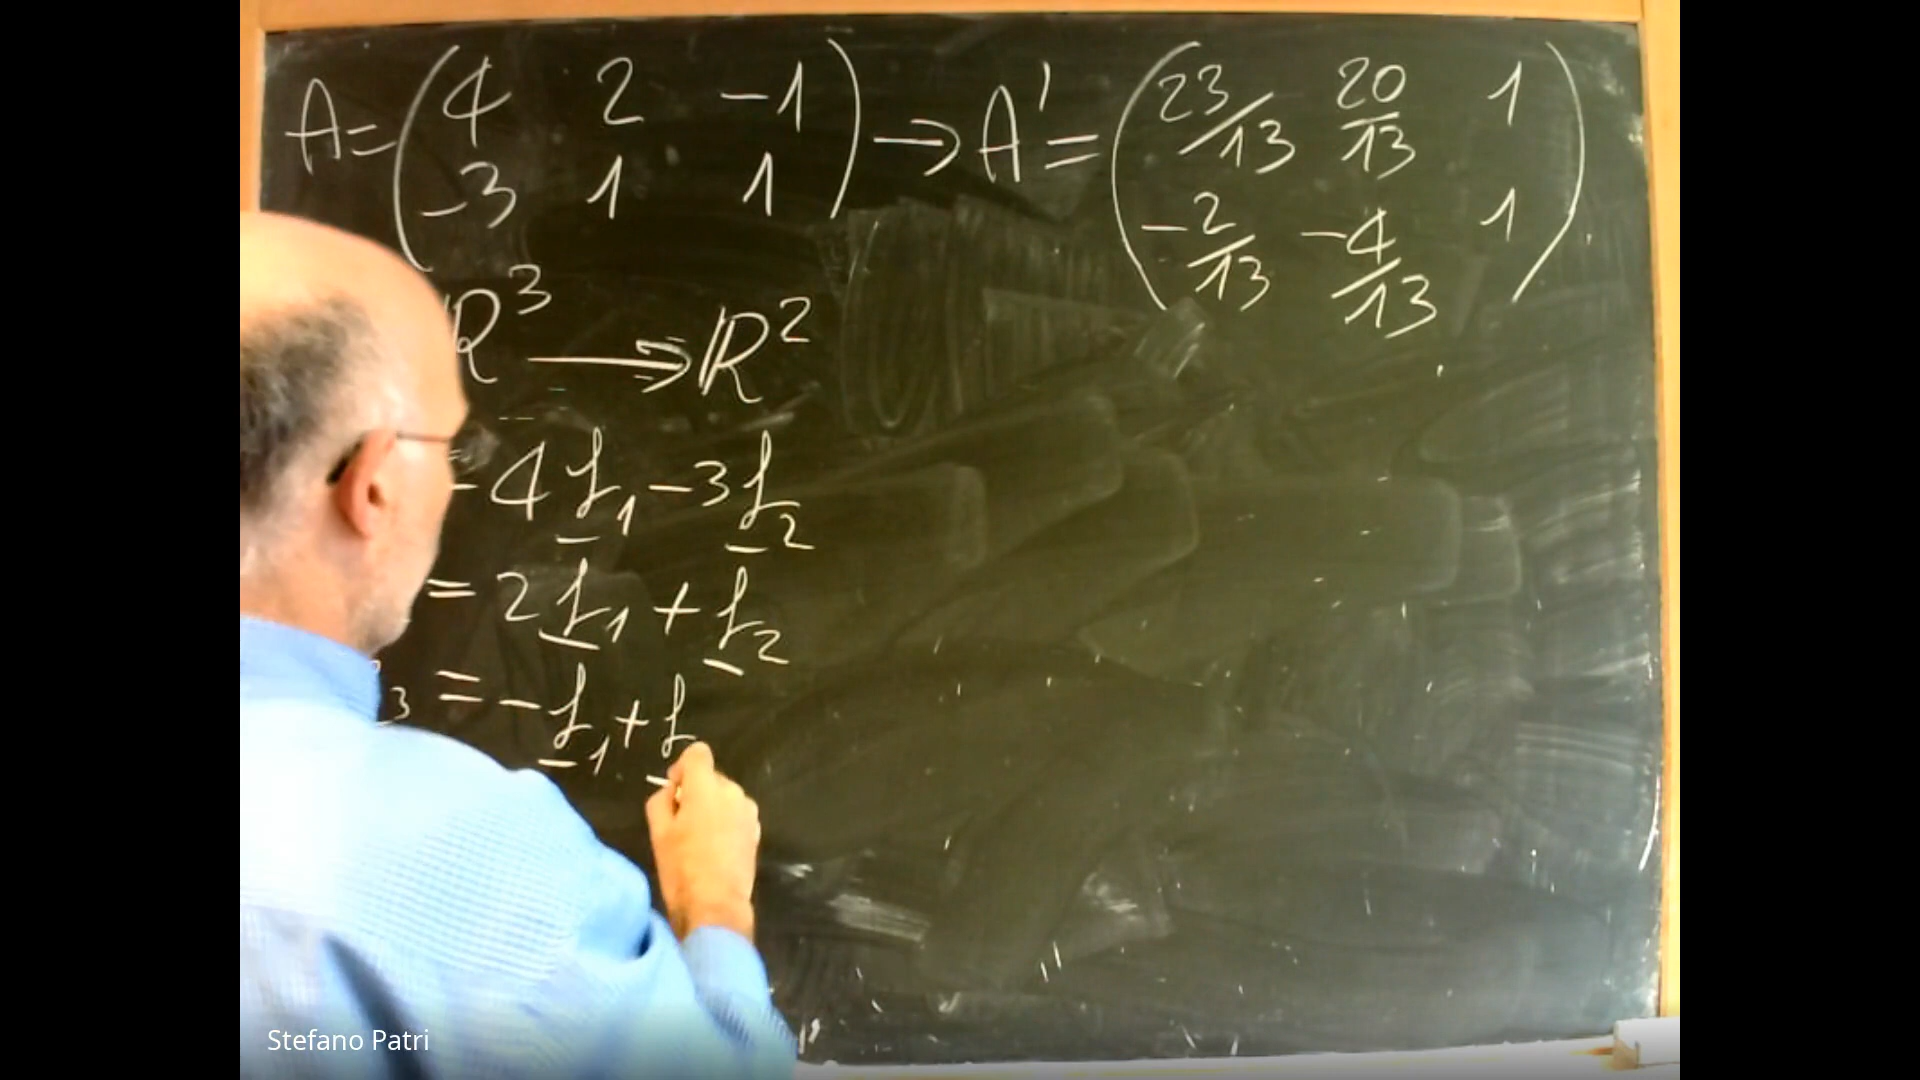 A = ( 4 2 -1 ) → A' = ( 23/13 20/13 1 )
( -3 1 1 ) ( -2/13 -4/13 1 ).
ℝ³ → ℝ²
= 4 f₁ - 3 f₂
= 2 f₁ + f₂
₃ = - f₁ + f
Stefano Patri